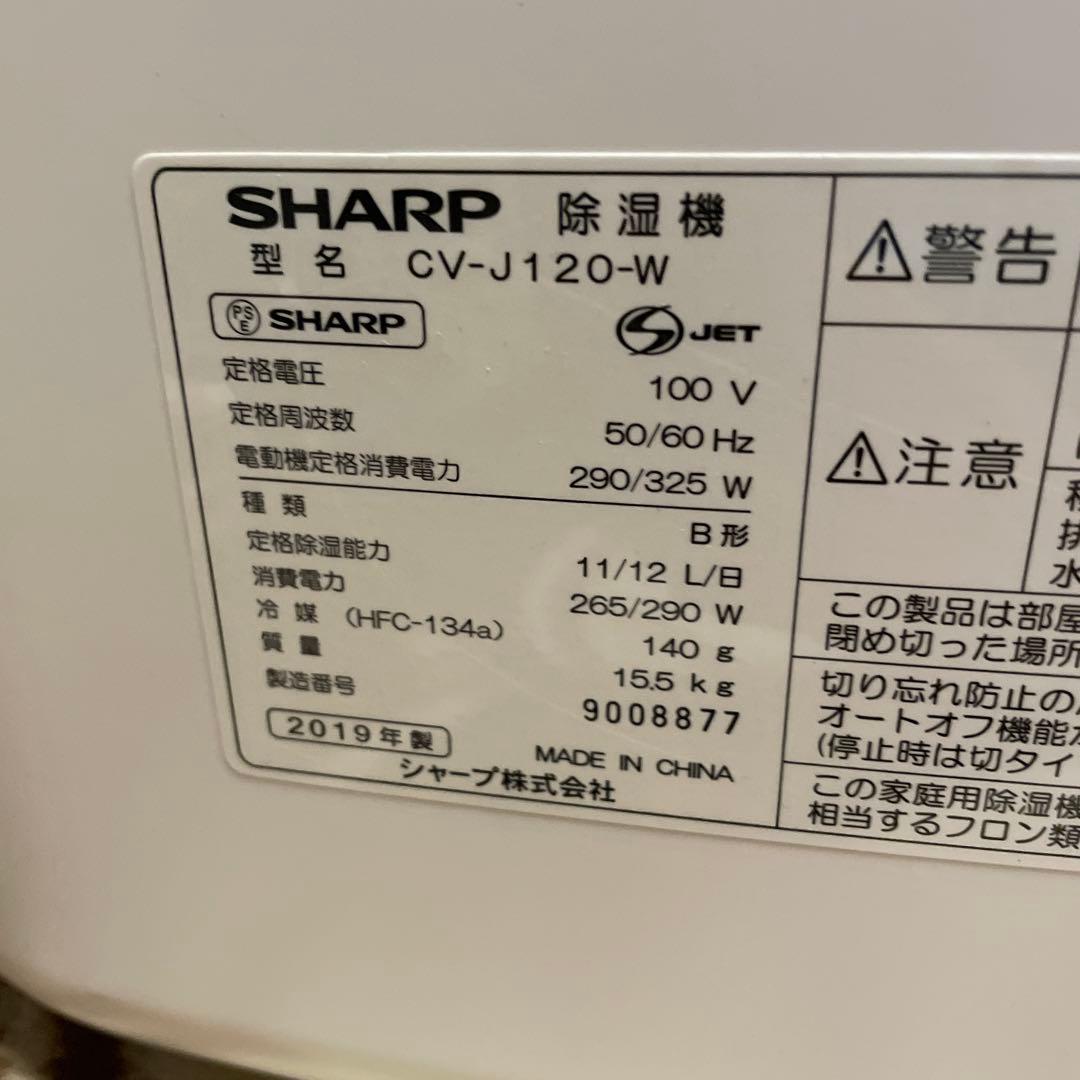 SHARP 除湿機
型名 CV-J120-W
PSE SHARP
S JET
定格電圧 100 V
定格周波数 50/60 Hz
電動機定格消費電力 290/325 W
種類 B形
定格除湿能力 11/12 L/日
消費電力 265/290 W
冷媒 (HFC-134a) 140 g
質量 15.5 kg
製造番号 9008877
2019年製 MADE IN CHINA
シャープ株式会社
警告
注意
排
水
この製品は部屋
閉め切った場所
切り忘れ防止の
オートオフ機能
(停止時は切タイ
この家庭用除湿機
相当するフロン類